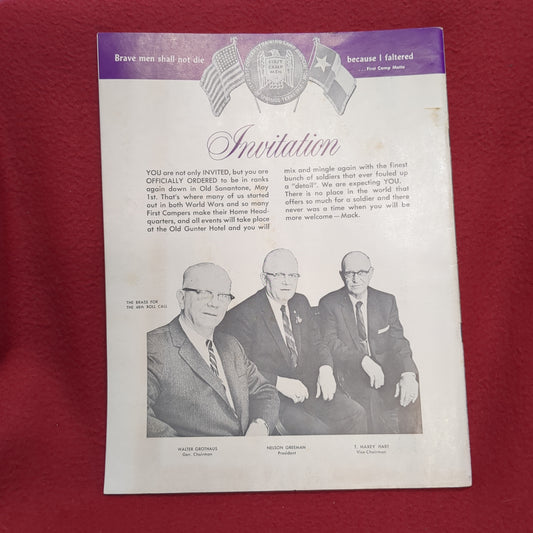 Brave men shall not die
because I faltered
...First Camp Motto
FIRST
CAMP
MEN
Invitation
YOU are not only INVITED, but you are
OFFICIALLY ORDERED to be in ranks
again down in Old Sanantone, May
1st. That's where many of us started
out in both World Wars and so many
First Campers make their Home Head-
quarters, and all events will take place
at the Old Gunter Hotel and you will
mix and mingle again with the finest
bunch of soldiers that ever fouled up
a "detail". We are expecting YOU.
There is no place in the world that
offers so much for a soldier and there
never was a time when you will be
more welcome — Mack.
THE BRASS FOR
THE 48th ROLL CALL
WALTER GROTHAUS
Gen. Chairman
NELSON GREEMAN
President
T. MAXEY HART
Vice Chairman